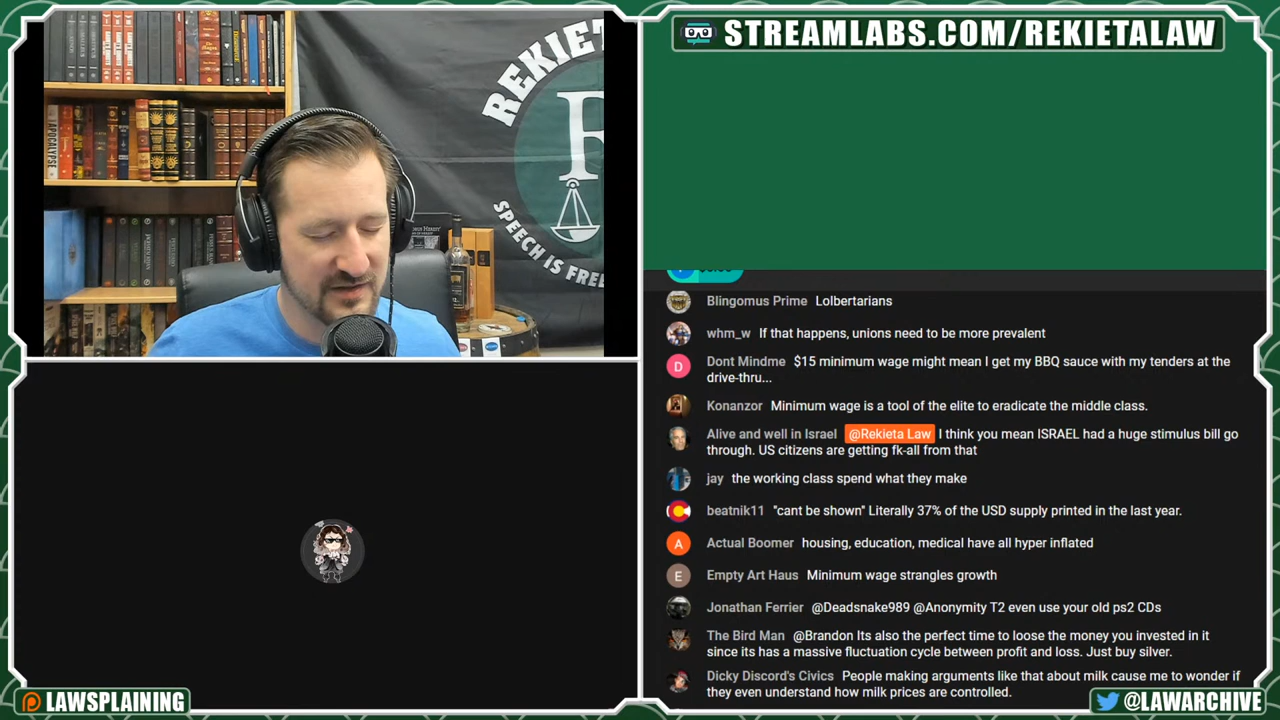 STREAMLABS.COM/REKIETALAW
APOCALYPSE
REKIET
R
SPEECH IS FREE
Blingomus Prime Lolbertarians
whm_w If that happens, unions need to be more prevalent
D Dont Mindme $15 minimum wage might mean I get my BBQ sauce with my tenders at the
drive-thru...
Konanzor Minimum wage is a tool of the elite to eradicate the middle class.
Alive and well in Israel @Rekieta Law I think you mean ISRAEL had a huge stimulus bill go
through. US citizens are getting fk-all from that
jay the working class spend what they make
beatnik11 "cant be shown" Literally 37% of the USD supply printed in the last year.
A Actual Boomer housing, education, medical have all hyper inflated
E Empty Art Haus Minimum wage strangles growth
Jonathan Ferrier @Deadsnake989 @Anonymity T2 even use your old ps2 CDs
The Bird Man @Brandon Its also the perfect time to loose the money you invested in it
since its has a massive fluctuation cycle between profit and loss. Just buy silver.
Dicky Discord's Civics People making arguments like that about milk cause me to wonder if
they even understand how milk prices are controlled.
LAWSPLAINING
@LAWARCHIVE